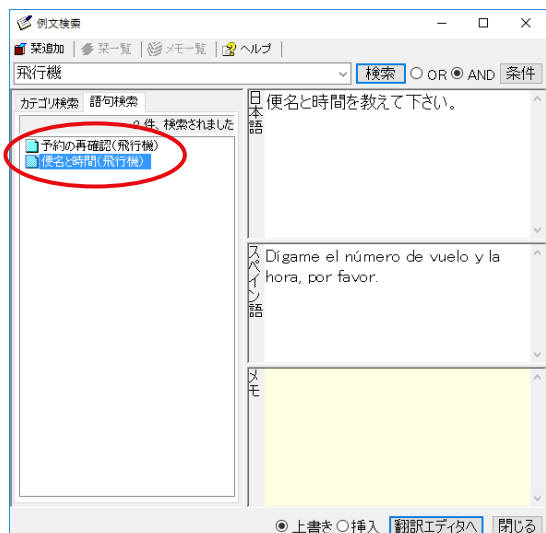 例文検索
栞追加 栞一覧 メモ一覧 ヘルプ
飛行機 検索 OR AND 条件
カテゴリ検索 語句検索
2 件、検索されました
予約の再確認(飛行機)
便名と時間(飛行機)
日本語
便名と時間を教えて下さい。
スペイン語
Dígame el número de vuelo y la
hora, por favor.
メモ
上書き 挿入 翻訳エディタへ 閉じる